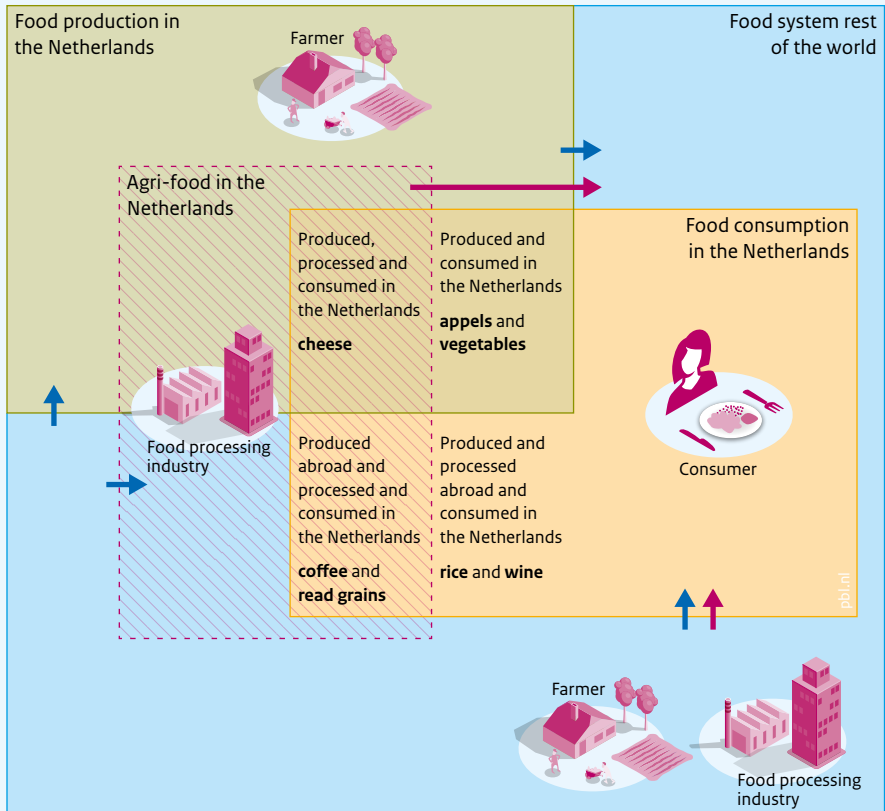 Food production in
the Netherlands
Farmer
Food system rest
of the world
Agri-food in the
Netherlands
Food consumption
in the Netherlands
Produced,
processed and
consumed in
the Netherlands
cheese
Produced and
consumed in
the Netherlands
appels and
vegetables
Food processing
industry
Consumer
Produced
abroad and
processed and
consumed in
the Netherlands
coffee and
read grains
Produced and
processed
abroad and
consumed in
the Netherlands
rice and wine
pbl.nl
Farmer
Food processing
industry